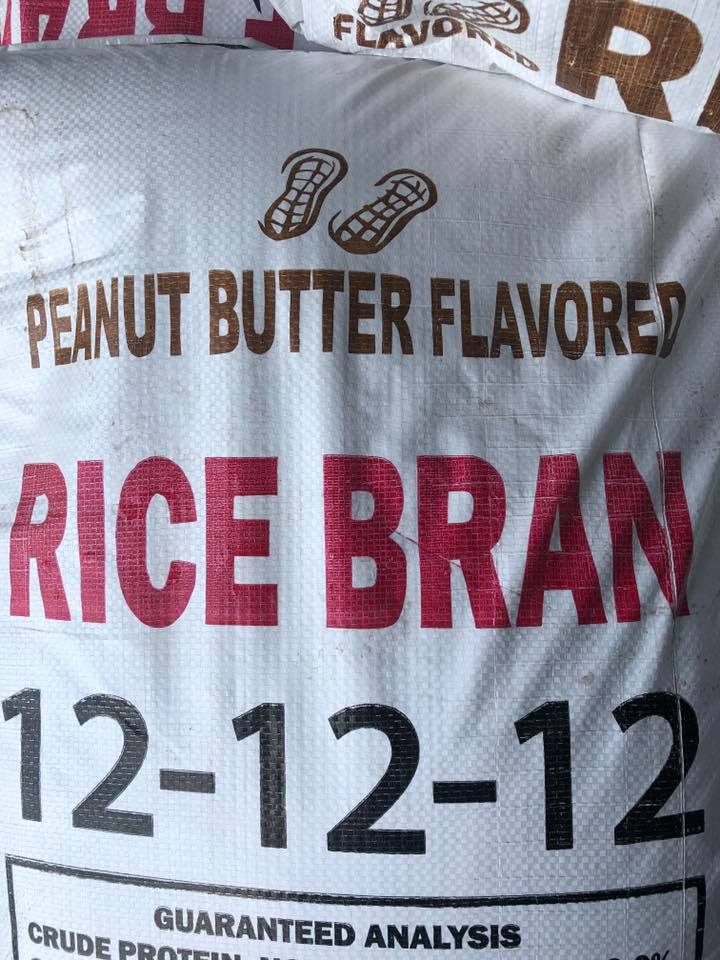 FLAVORED
PEANUT BUTTER FLAVORED
RICE BRAN
12-12-12
GUARANTEED ANALYSIS
CRUDE PROTEIN,